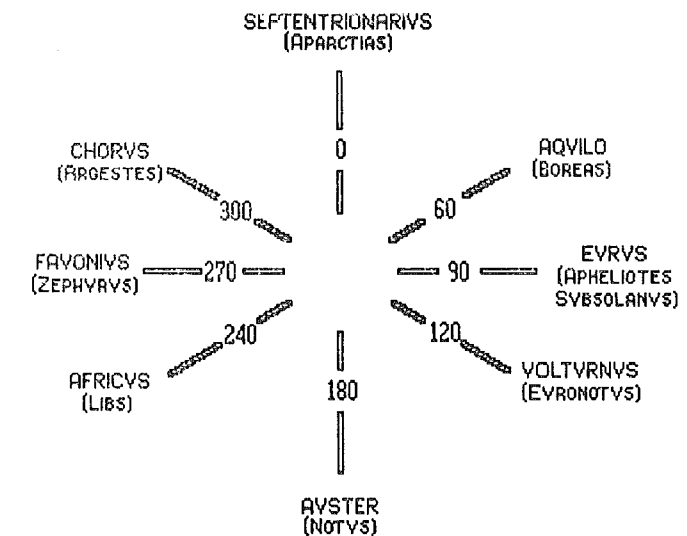 SEPTENTRIONARIVS
(APARCTIAS)
0
CHORVS
(ARGESTES)
300
AQVILO
(BOREAS)
60
FAVONIVS
(ZEPHVRVS)
270
90
EVRVS
(APHELIOTES
SVBSOLANVS)
240
AFRICVS
(LIBS)
120
VOLTVRNVS
(EVRONOTVS)
180
AVSTER
(NOTVS)